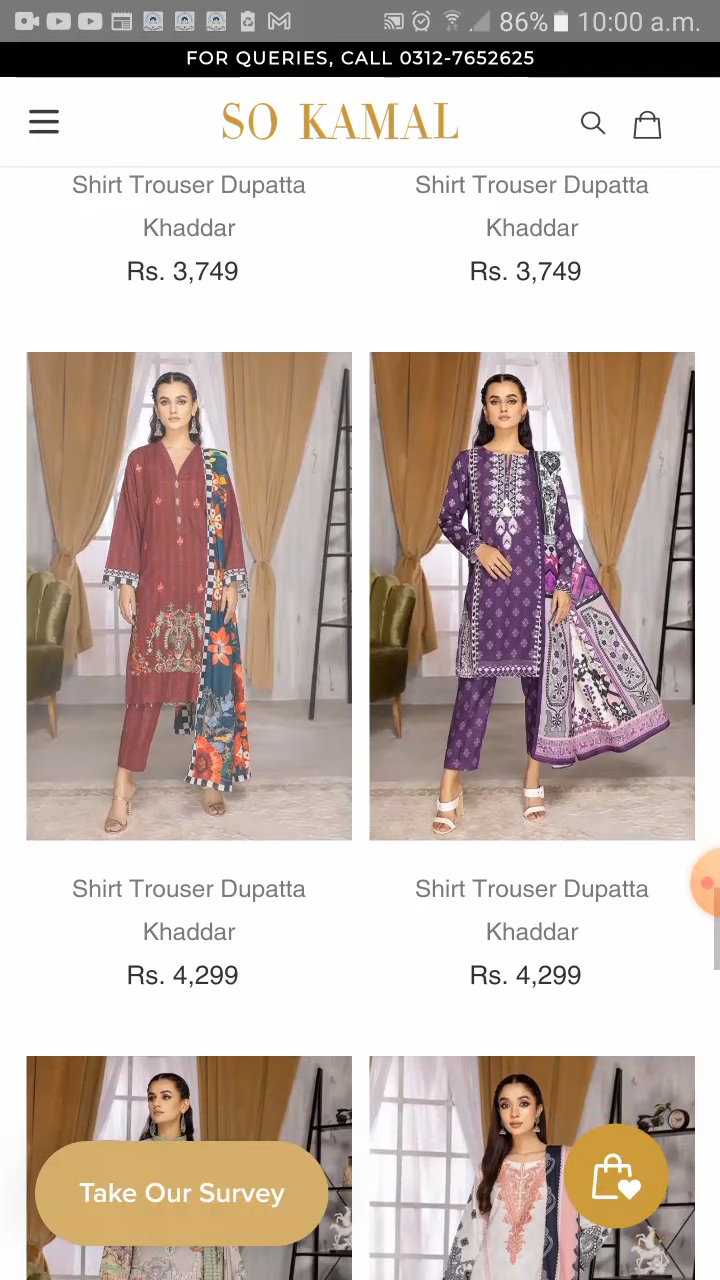 86% 10:00 a.m.
FOR QUERIES, CALL 0312-7652625
SO KAMAL
Shirt Trouser Dupatta
Khaddar
Rs. 3,749
Shirt Trouser Dupatta
Khaddar
Rs. 3,749
Shirt Trouser Dupatta
Khaddar
Rs. 4,299
Shirt Trouser Dupatta
Khaddar
Rs. 4,299
Take Our Survey